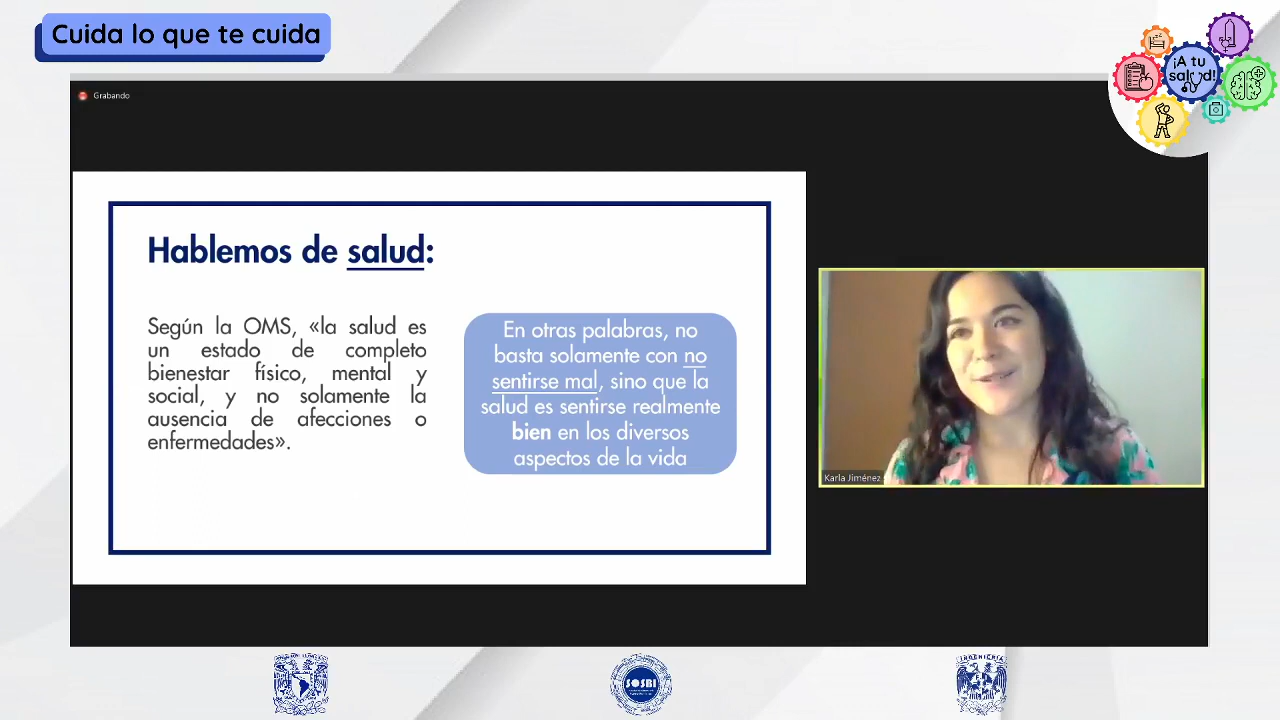 Cuida lo que te cuida
¡A tu
salud!
Grabando
Hablemos de salud:
Según la OMS, «la salud es
un estado de completo
bienestar físico, mental y
social, y no solamente la
ausencia de afecciones o
enfermedades».
En otras palabras, no
basta solamente con no
sentirse mal, sino que la
salud es sentirse realmente
bien en los diversos
aspectos de la vida
Karla Jiménez
SOSBI
INGENIERIA